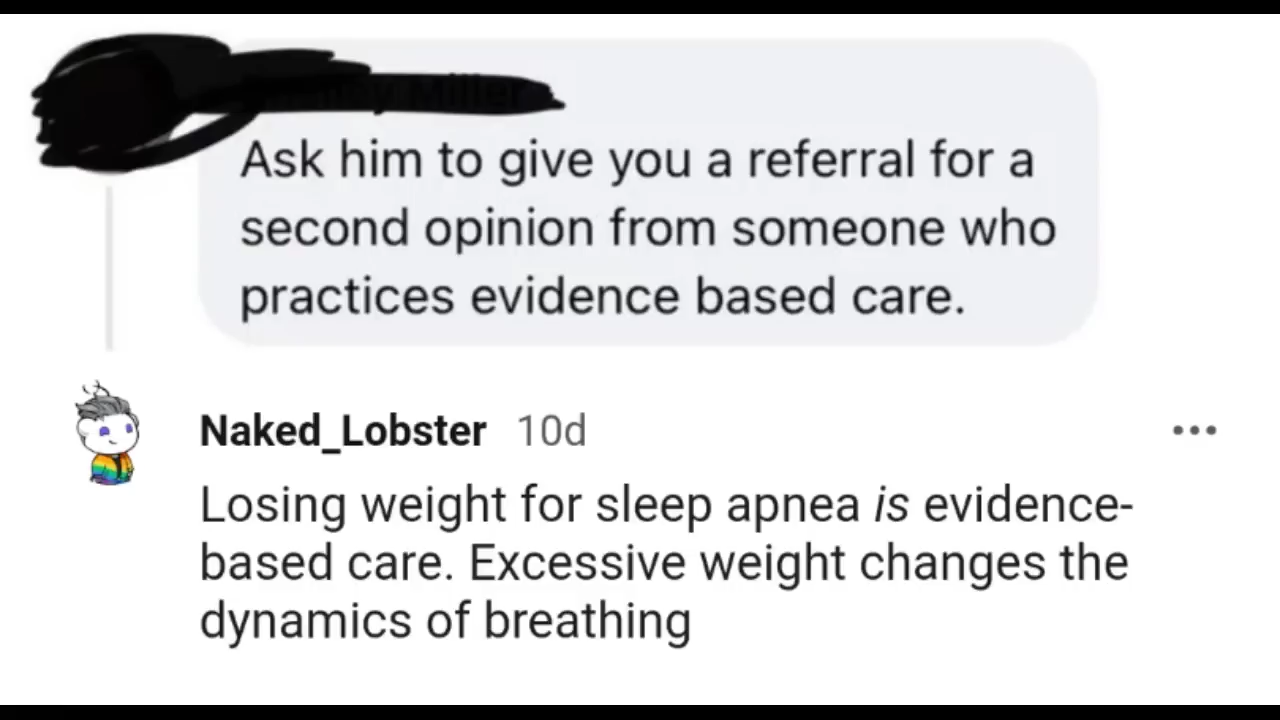 Ask him to give you a referral for a
second opinion from someone who
practices evidence based care.
Naked_Lobster 10d
Losing weight for sleep apnea is evidence-
based care. Excessive weight changes the
dynamics of breathing